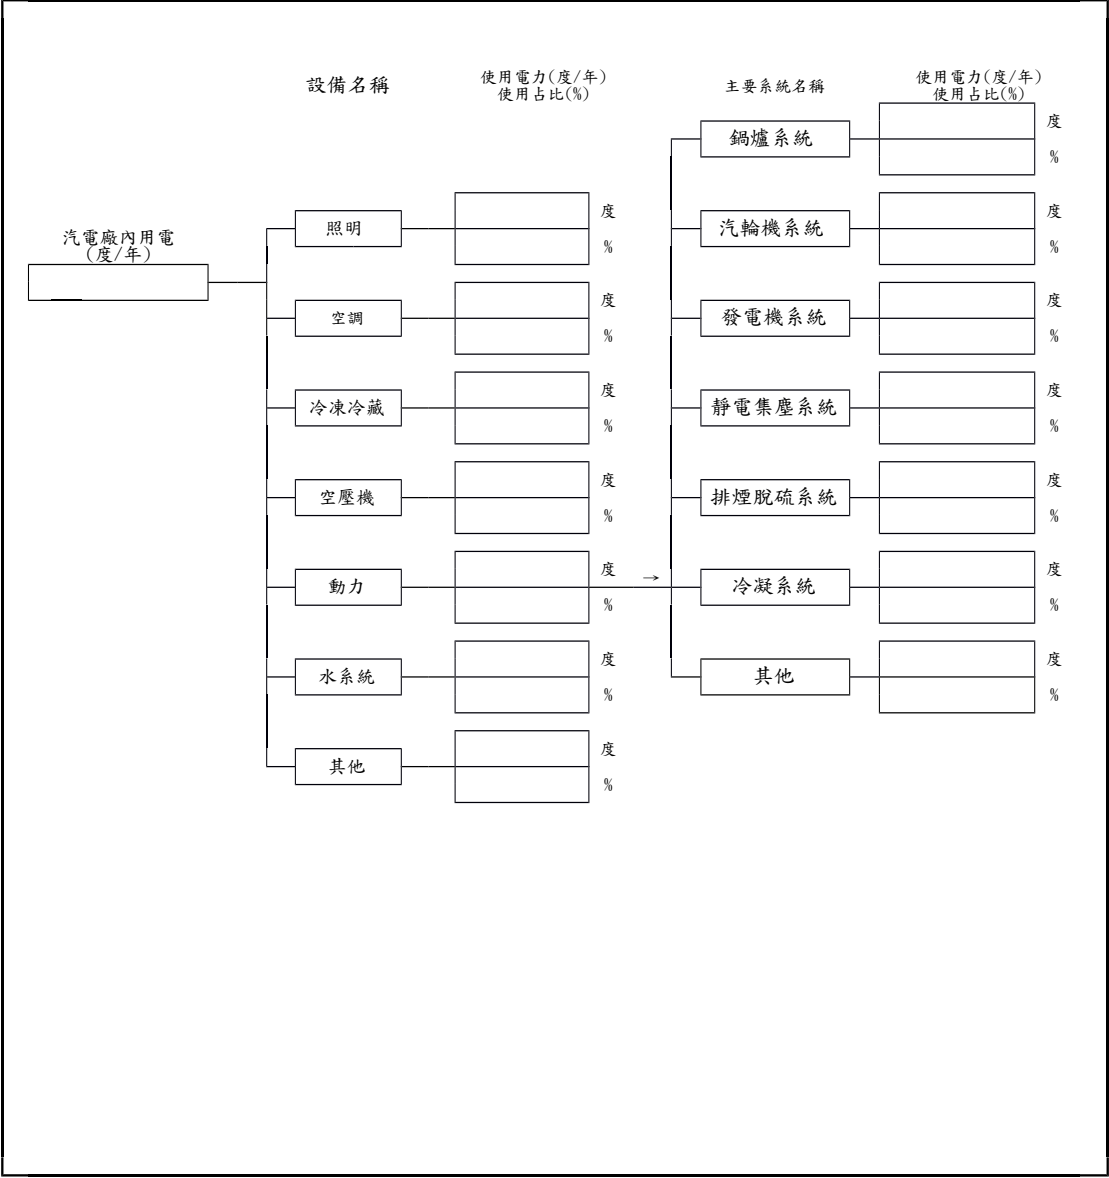 設備名稱
使用電力(度/年)
使用占比(%)
主要系統名稱
使用電力(度/年)
使用占比(%)
鍋爐系統
度
%
照明
度
%
汽輪機系統
度
%
汽電廠內用電
(度/年)
空調
度
%
發電機系統
度
%
冷凍冷藏
度
%
靜電集塵系統
度
%
空壓機
度
%
排煙脫硫系統
度
%
動力
度
%
→
冷凝系統
度
%
水系統
度
%
其他
度
%
其他
度
%